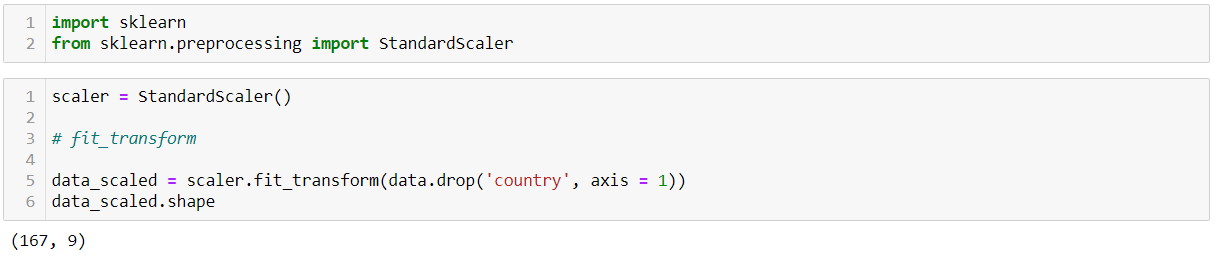 1 import sklearn
2 from sklearn.preprocessing import StandardScaler
1 scaler = StandardScaler()
2
3 # fit_transform
4
5 data_scaled = scaler.fit_transform(data.drop('country', axis = 1))
6 data_scaled.shape
(167, 9)